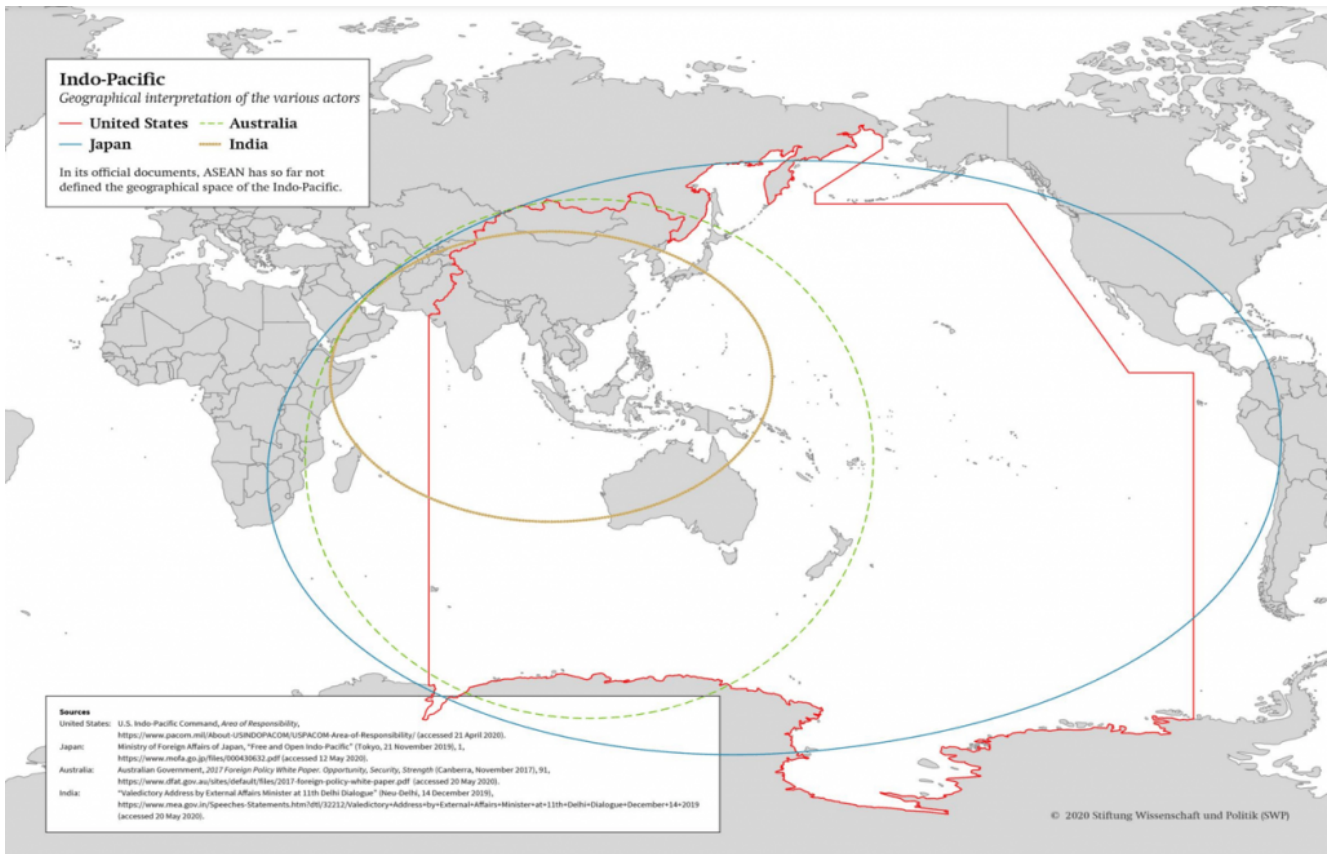 Indo-Pacific
Geographical interpretation of the various actors
United States
Australia
Japan
India
In its official documents, ASEAN has so far not
defined the geographical space of the Indo-Pacific.
Sources
United States: U.S. Indo-Pacific Command, Area of Responsibility,
https://www.pacom.mil/About-USINDOPACOM/USPACOM-Area-of-Responsibility/ (accessed 21 April 2020).
Japan: Ministry of Foreign Affairs of Japan, “Free and Open Indo-Pacific” (Tokyo, 21 November 2019), 1,
https://www.mofa.go.jp/files/000430632.pdf (accessed 12 May 2020).
Australia: Australian Government, 2017 Foreign Policy White Paper. Opportunity, Security, Strength (Canberra, November 2017), 91,
https://www.dfat.gov.au/sites/default/files/2017-foreign-policy-white-paper.pdf (accessed 20 May 2020).
India: “Valedictory Address by External Affairs Minister at 11th Delhi Dialogue” (Neu-Delhi, 14 December 2019),
https://www.mea.gov.in/Speeches-Statements.htm?dtl/32212/Valedictory+Address+by+External+Affairs+Minister+at+11th+Delhi+Dialogue+December+14+2019
(accessed 20 May 2020).
© 2020 Stiftung Wissenschaft und Politik (SWP)